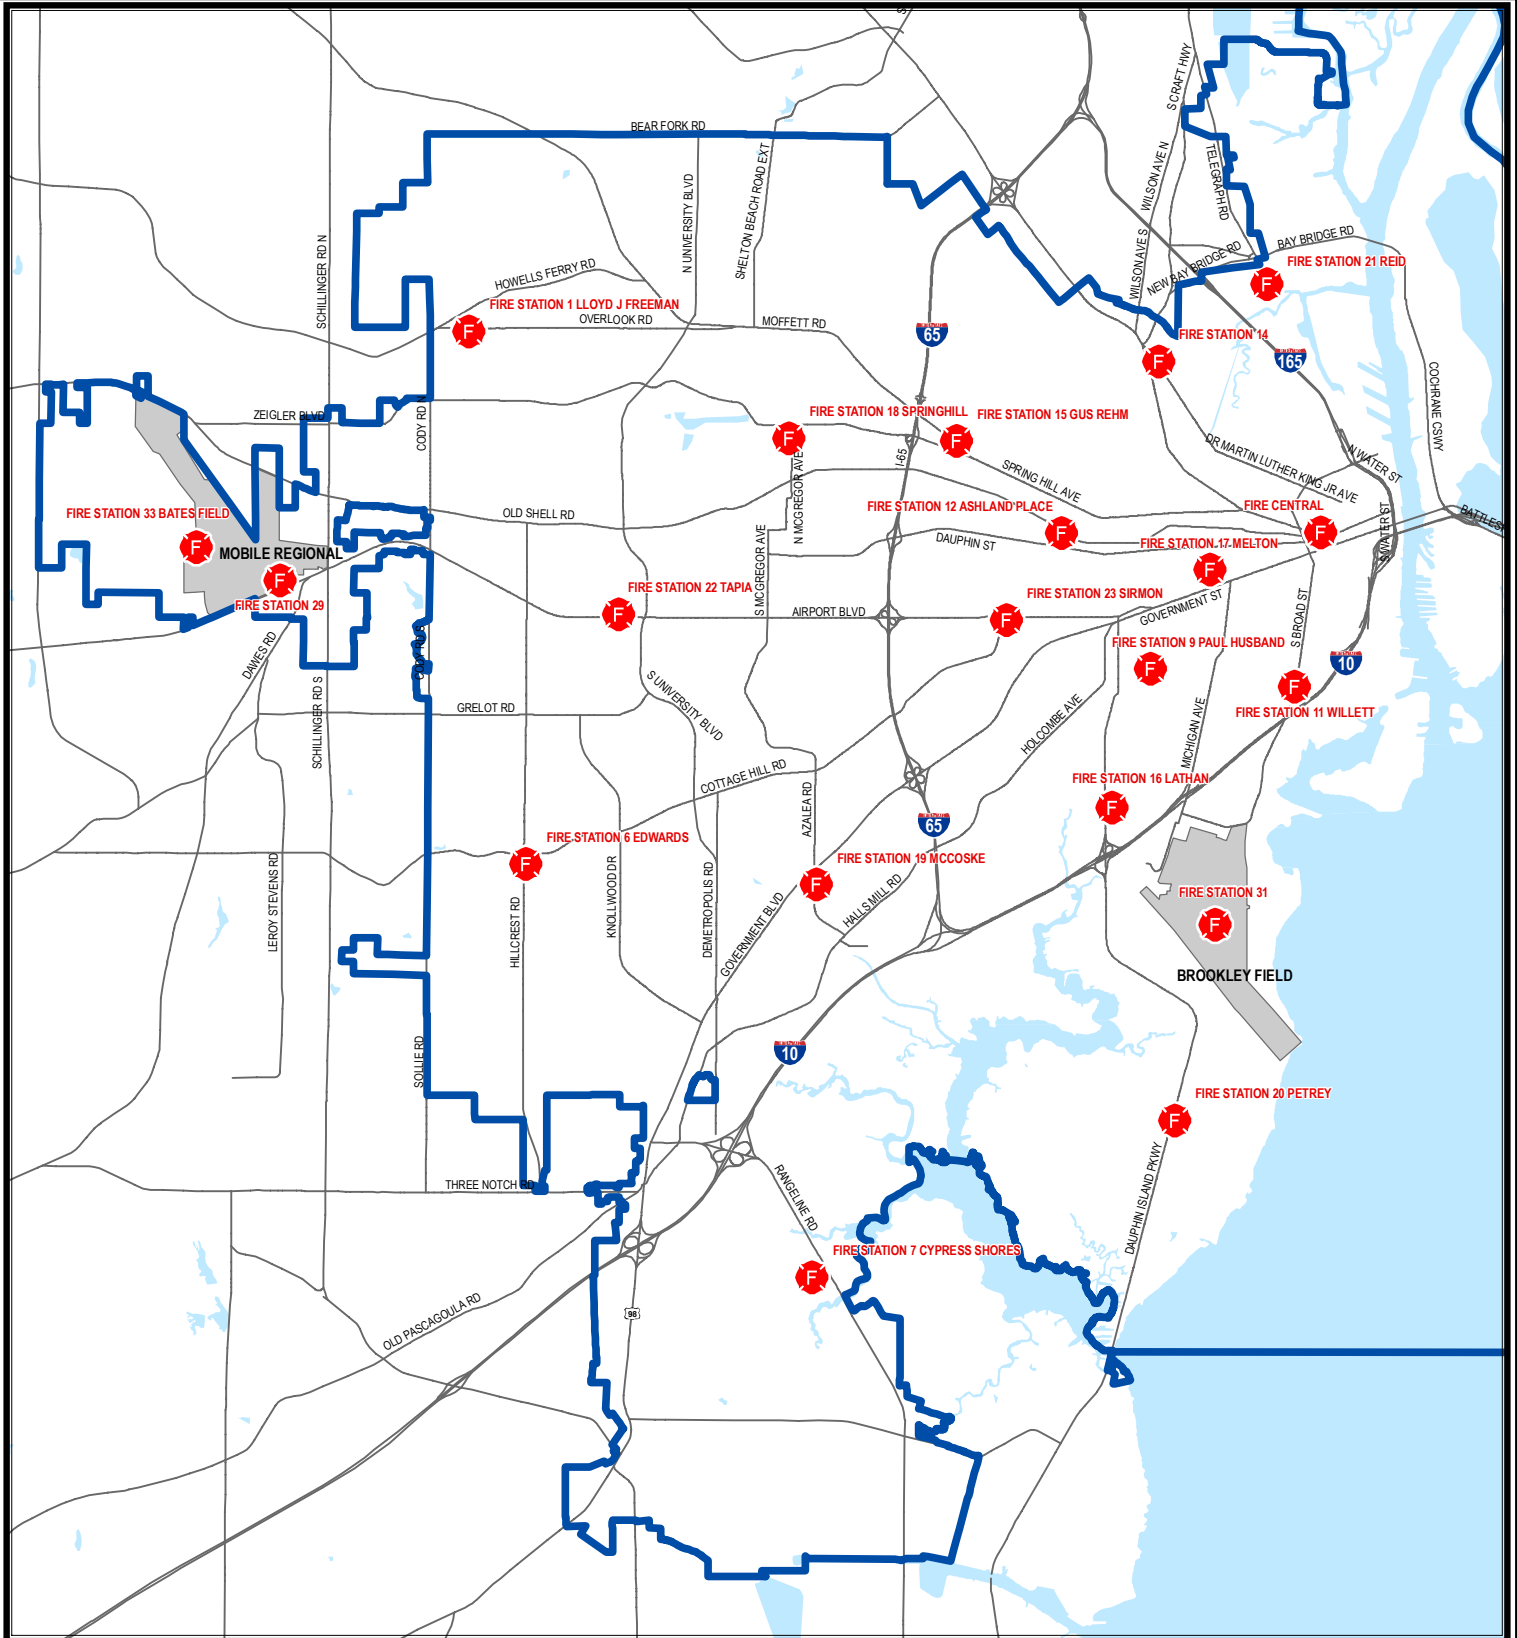 S CRAFT HWY
BEAR FORK RD
TELEGRAPH RD
WILSON AVE N
SHELTON BEACH ROAD EXT
N UNIVERSITY BLVD
SCHILLINGER RD N
WILSON AVE S
BAY BRIDGE RD
NEW BAY BRIDGE RD
FIRE STATION 21 REID
F
HOWELLS FERRY RD
FIRE STATION 1 LLOYD J FREEMAN
F
OVERLOOK RD
MOFFETT RD
65
FIRE STATION 14
F
165
COCHRANE CSWY
ZEIGLER BLVD
CODY RD N
FIRE STATION 18 SPRINGHILL
F
FIRE STATION 15 GUS REHM
F
I-65
N MCGREGOR AVE
SPRING HILL AVE
DR MARTIN LUTHER KING JR AVE
N WATER ST
S WATER ST
FIRE STATION 33 BATES FIELD
F
OLD SHELL RD
FIRE STATION 12 ASHLAND PLACE
F
FIRE CENTRAL
F
DAUPHIN ST
FIRE STATION 17 MELTON
F
MOBILE REGIONAL
F
FIRE STATION 29
S MCGREGOR AVE
FIRE STATION 22 TAPIA
F
AIRPORT BLVD
FIRE STATION 23 SIRMON
F
GOVERNMENT ST
S BROAD ST
DAWES RD
CODY RD S
FIRE STATION 9 PAUL HUSBAND
F
10
F
FIRE STATION 11 WILLETT
SCHILLINGER RD S
GRELOT RD
S UNIVERSITY BLVD
HOLCOMBE AVE
MICHIGAN AVE
COTTAGE HILL RD
AZALEA RD
FIRE STATION 16 LATHAN
F
65
FIRE STATION 6 EDWARDS
F
FIRE STATION 19 MCCOSKE
F
LEROY STEVENS RD
HILLCREST RD
KNOLLWOOD DR
DEMETROPOLIS RD
GOVERNMENT BLVD
HALLS MILL RD
FIRE STATION 31
F
BROOKLEY FIELD
SOLLIE RD
10
FIRE STATION 20 PETREY
F
THREE NOTCH RD
RANGELINE RD
DAUPHIN ISLAND PKWY
FIRE STATION 7 CYPRESS SHORES
F
OLD PASCAGOULA RD
98